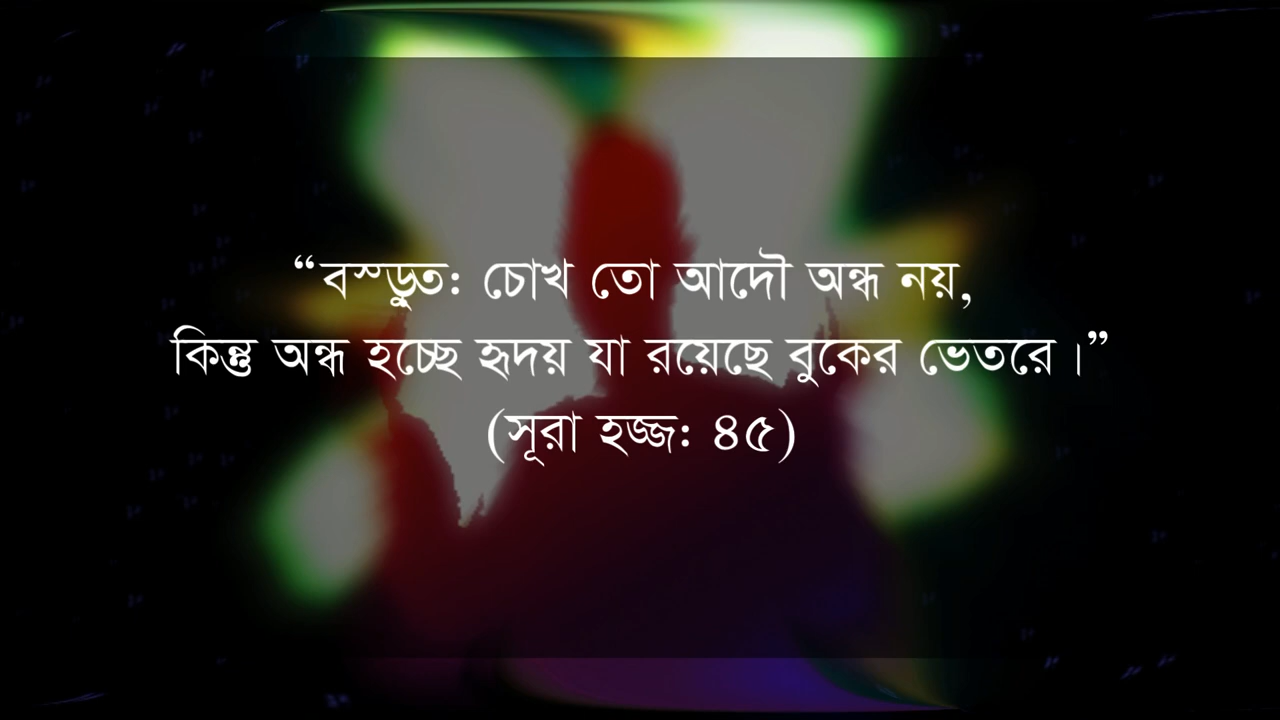 “বস্ড়ুত: চোখ তো আদৌ অন্ধ নয়,
কিন্তু অন্ধ হচ্ছে হৃদয় যা রয়েছে বুকের ভেতরে।”
(সূরা হজ্জ: ৪৫)